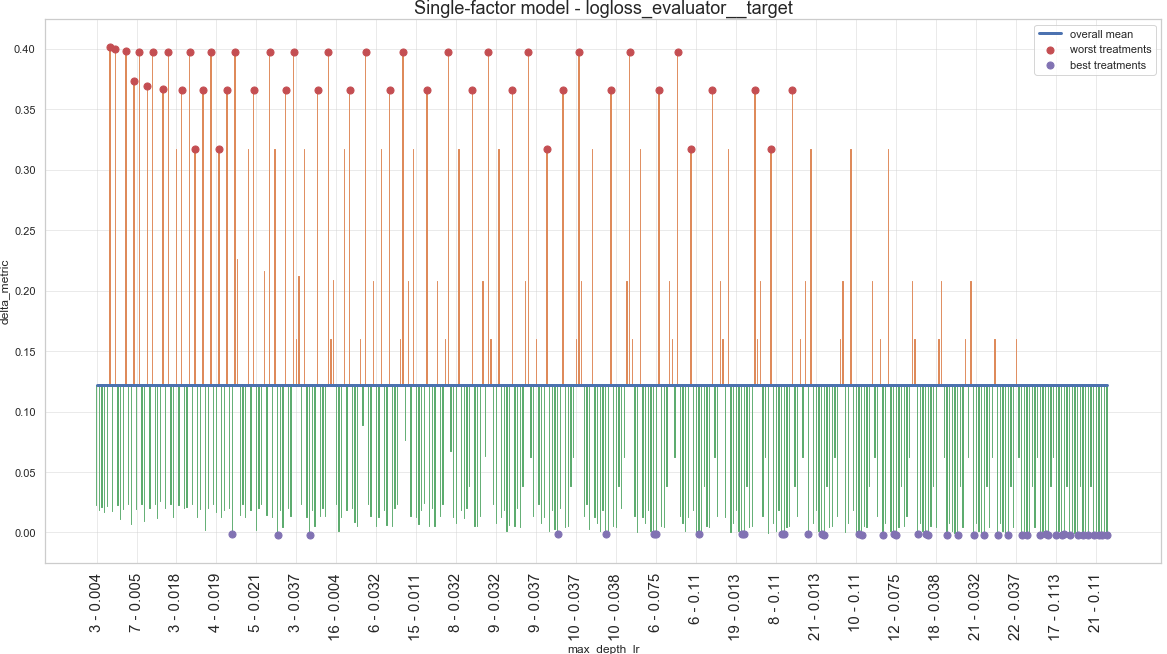 Single-factor model - logloss_evaluator__target
overall mean
worst treatments
best treatments
delta_metric
0.40
0.35
0.30
0.25
0.20
0.15
0.10
0.05
0.00
3 - 0.004
7 - 0.005
3 - 0.018
4 - 0.019
5 - 0.021
3 - 0.037
16 - 0.004
6 - 0.032
15 - 0.011
8 - 0.032
9 - 0.032
9 - 0.037
10 - 0.037
10 - 0.038
6 - 0.075
6 - 0.111
19 - 0.013
8 - 0.111
21 - 0.013
10 - 0.111
12 - 0.075
18 - 0.038
21 - 0.032
22 - 0.037
17 - 0.113
21 - 0.111
max_depth_lr